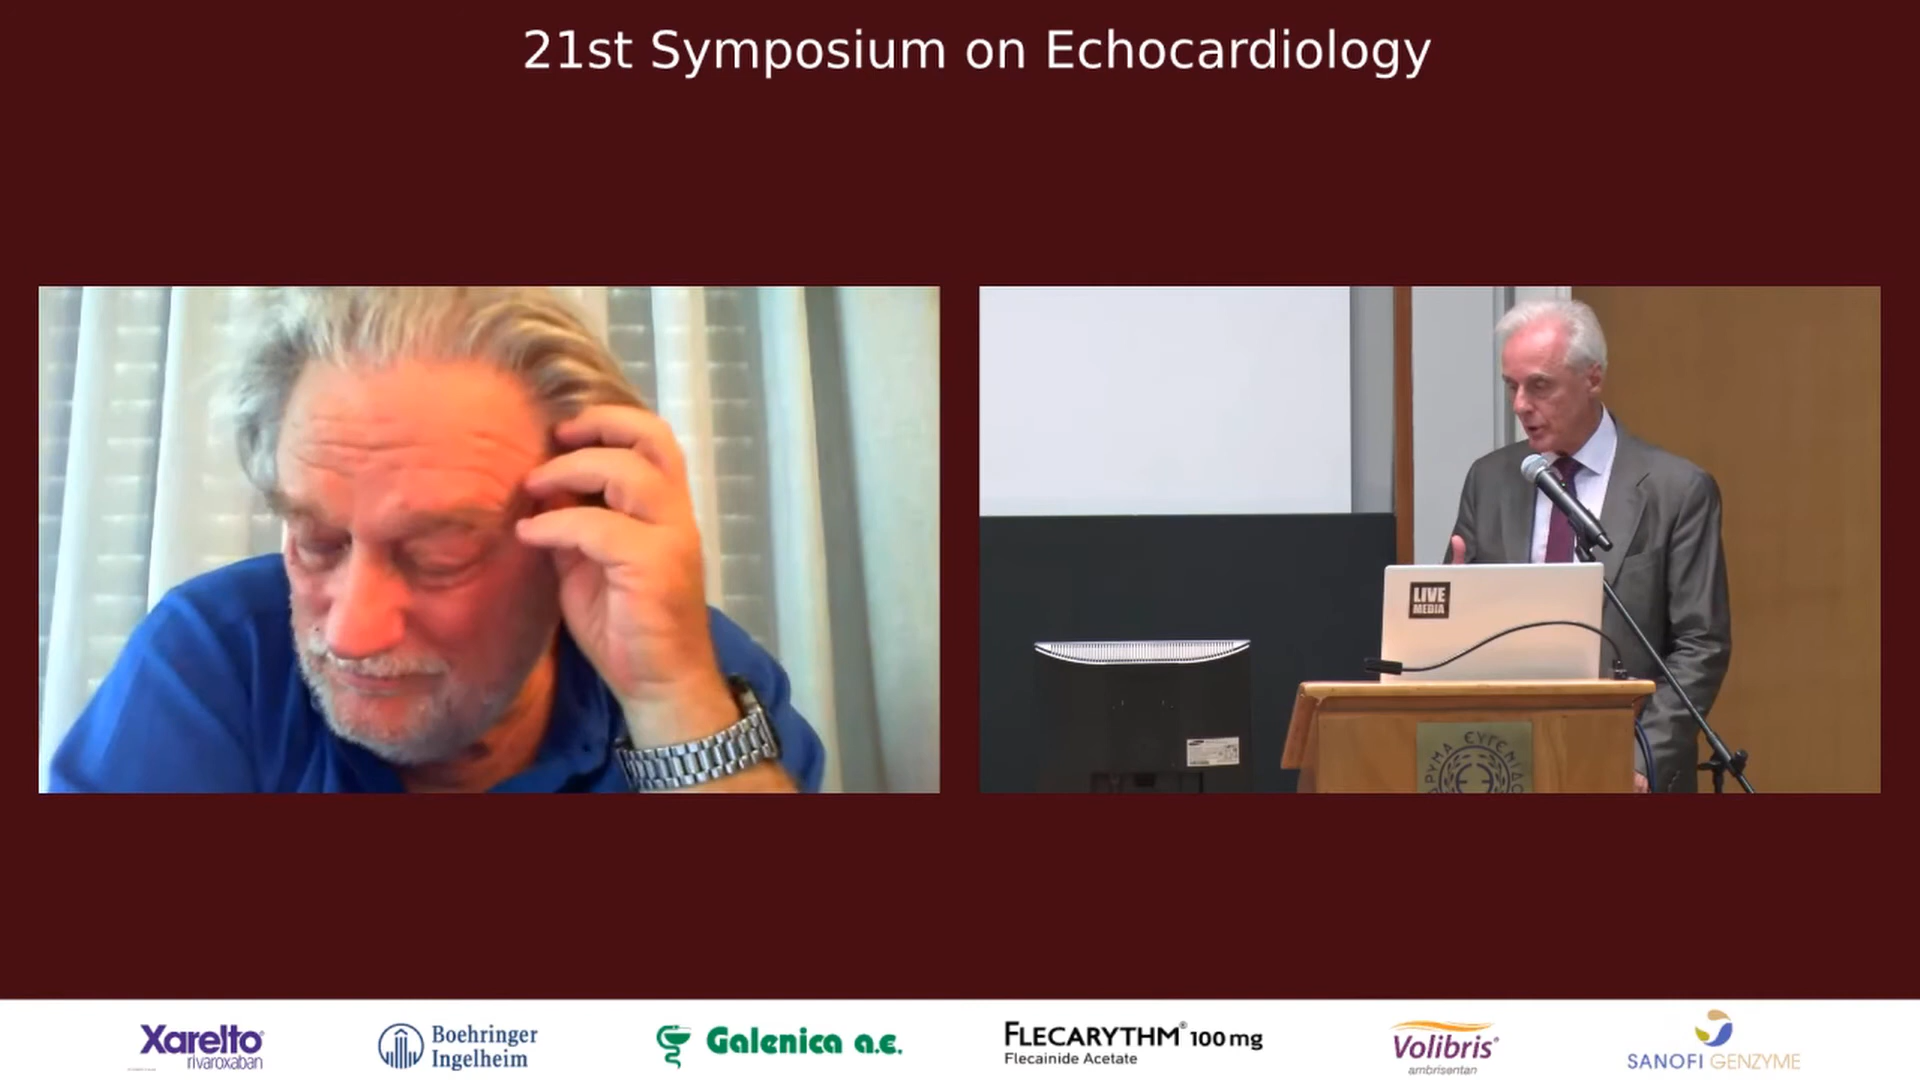 21st Symposium on Echocardiology
LIVE
MEDIA
ΕΥΓΕΝΙΔΟ
Xarelto®
rivaroxaban
Boehringer
Ingelheim
Galenica a.e.
FLECARYTHM® 100 mg
Flecainide Acetate
Volibris®
ambrisentan
SANOFI GENZYME